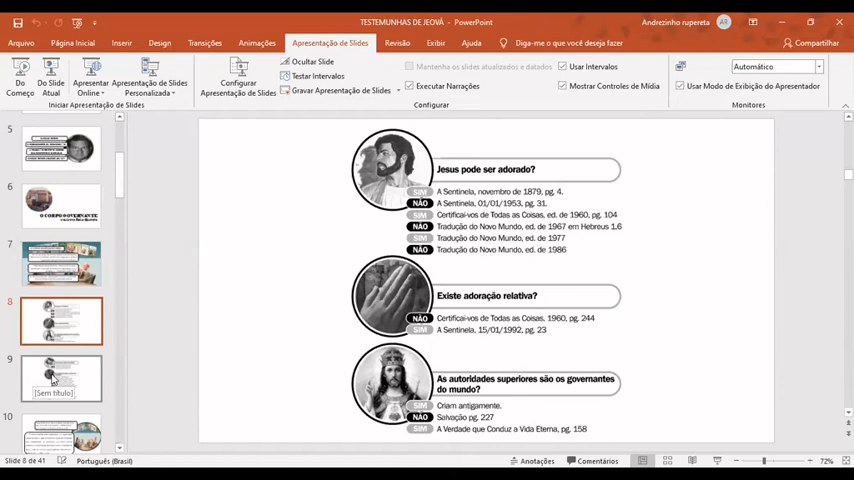 TESTEMUNHAS DE JEOVÁ - PowerPoint
Andrezinho rupereta
AR
Arquivo
Página Inicial
Inserir
Design
Transições
Animações
Apresentação de Slides
Revisão
Exibir
Ajuda
Diga-me o que você deseja fazer
Compartilhar
Do Começo
Do Slide Atual
Apresentar Online
Apresentação de Slides Personalizada
Iniciar Apresentação de Slides
Configurar Apresentação de Slides
Ocultar Slide
Testar Intervalos
Gravar Apresentação de Slides
Mantenha os slides atualizados e datados
Executar Narrações
Usar Intervalos
Mostrar Controles de Mídia
Configurar
Automático
Usar Modo de Exibição do Apresentador
Monitores
5
6
O CORPO GOVERNANTE
7
8
9
[Sem título]
10
Jesus pode ser adorado?
SIM A Sentinela, novembro de 1879, pg. 4.
NÃO A Sentinela, 01/01/1953, pg. 31.
SIM Certificai-vos de Todas as Coisas, ed. de 1960, pg. 104
NÃO Tradução do Novo Mundo, ed. de 1967 em Hebreus 1.6
SIM Tradução do Novo Mundo, ed. de 1977
NÃO Tradução do Novo Mundo, ed. de 1986
Existe adoração relativa?
NÃO Certificai-vos de Todas as Coisas, 1960, pg. 244
SIM A Sentinela, 15/01/1992, pg. 23
As autoridades superiores são os governantes
do mundo?
SIM Criam antigamente.
NÃO Salvação pg. 227
SIM A Verdade que Conduz a Vida Eterna, pg. 158
Slide 8 de 41
Português (Brasil)
Anotações
Comentários
72%